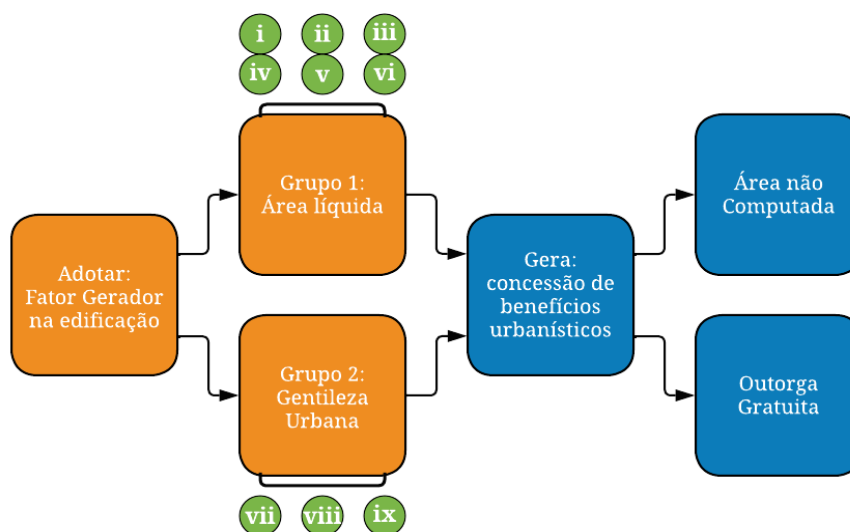 i ii iii
iv v vi
Grupo 1:
Área líquida
Área não
Computada
Adotar:
Fator Gerador
na edificação
Gera:
concessão de
benefícios
urbanísticos
Grupo 2:
Gentileza
Urbana
Outorga
Gratuita
vii viii ix